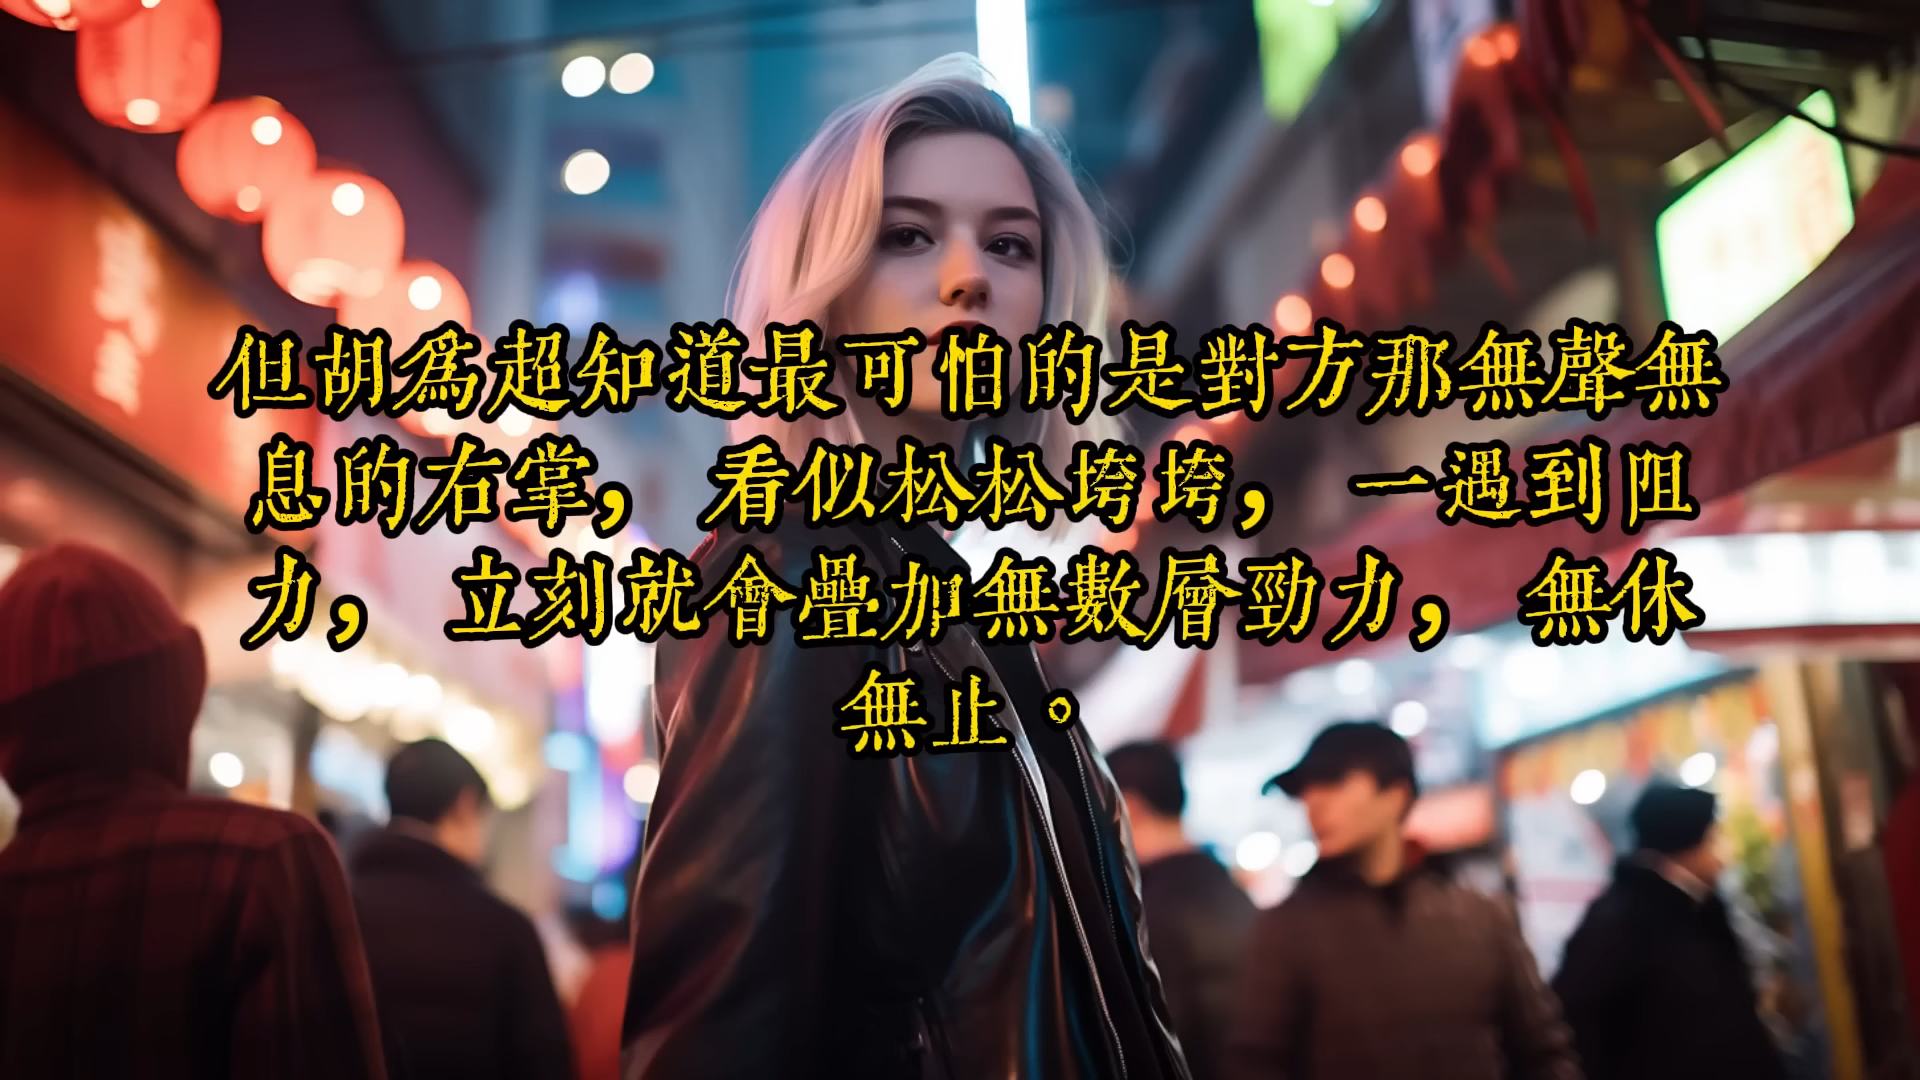 但胡爲超知道最可怕的是對方那無聲無
息的右掌，看似松松垮垮，一遇到阻
力，立刻就會疊加無數層勁力，無休
無止。